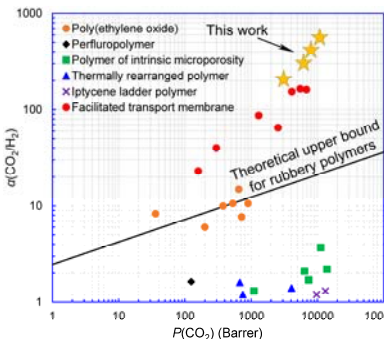 1000
100
10
1
α(CO₂/H₂)
Poly(ethylene oxide)
Perfluropolymer
Polymer of intrinsic microporosity
Thermally rearranged polymer
Iptycene ladder polymer
Facilitated transport membrane
This work
Theoretical upper bound
for rubbery polymers
1 10 100 1000 10000 100000
P(CO₂) (Barrer)